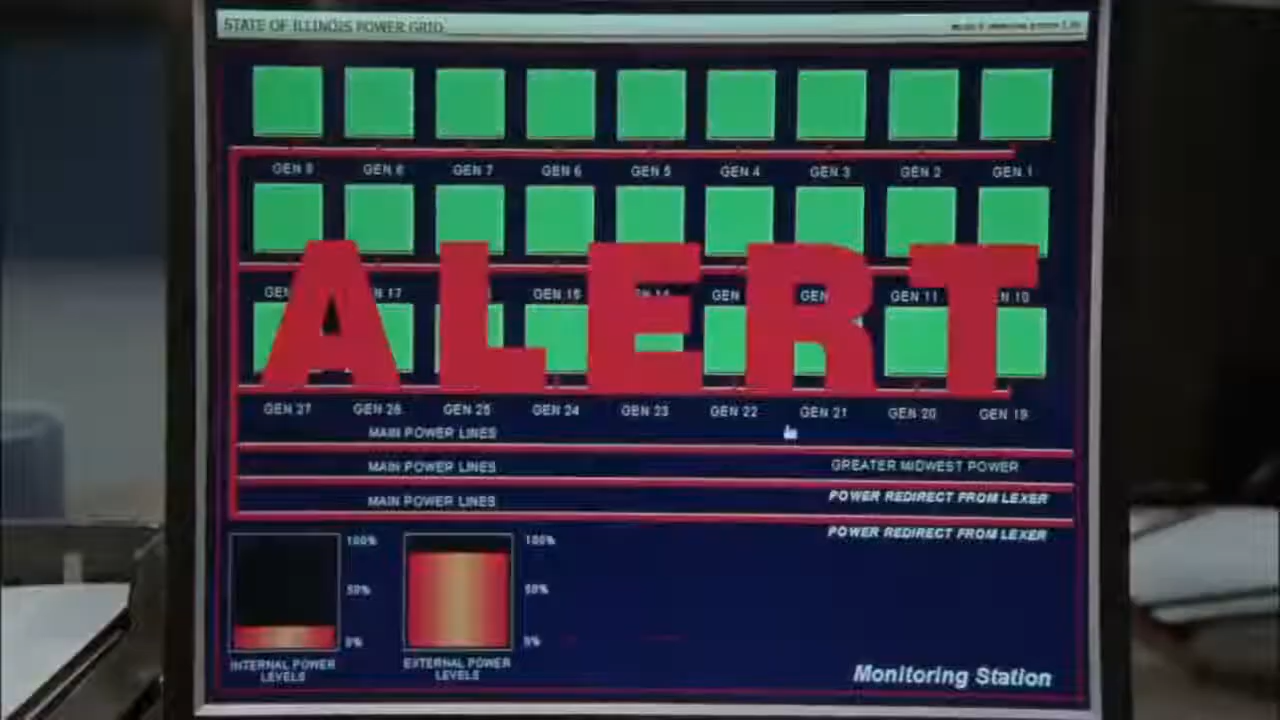 STATE OF ILLINOIS POWER GRID
GEN 8 GEN 7 GEN 6 GEN 5 GEN 4 GEN 3 GEN 2 GEN 1
ALERT
GEN 17 GEN 15 14 GEN GEN GEN 11 GEN 10
GEN 27 GEN 26 GEN 25 GEN 24 GEN 23 GEN 22 GEN 21 GEN 20 GEN 19
MAIN POWER LINES
MAIN POWER LINES GREATER MIDWEST POWER
MAIN POWER LINES POWER REDIRECT FROM LEXER
POWER REDIRECT FROM LEXER
100% 100%
50% 50%
0% 0%
INTERNAL POWER LEVELS
EXTERNAL POWER LEVELS
Monitoring Station